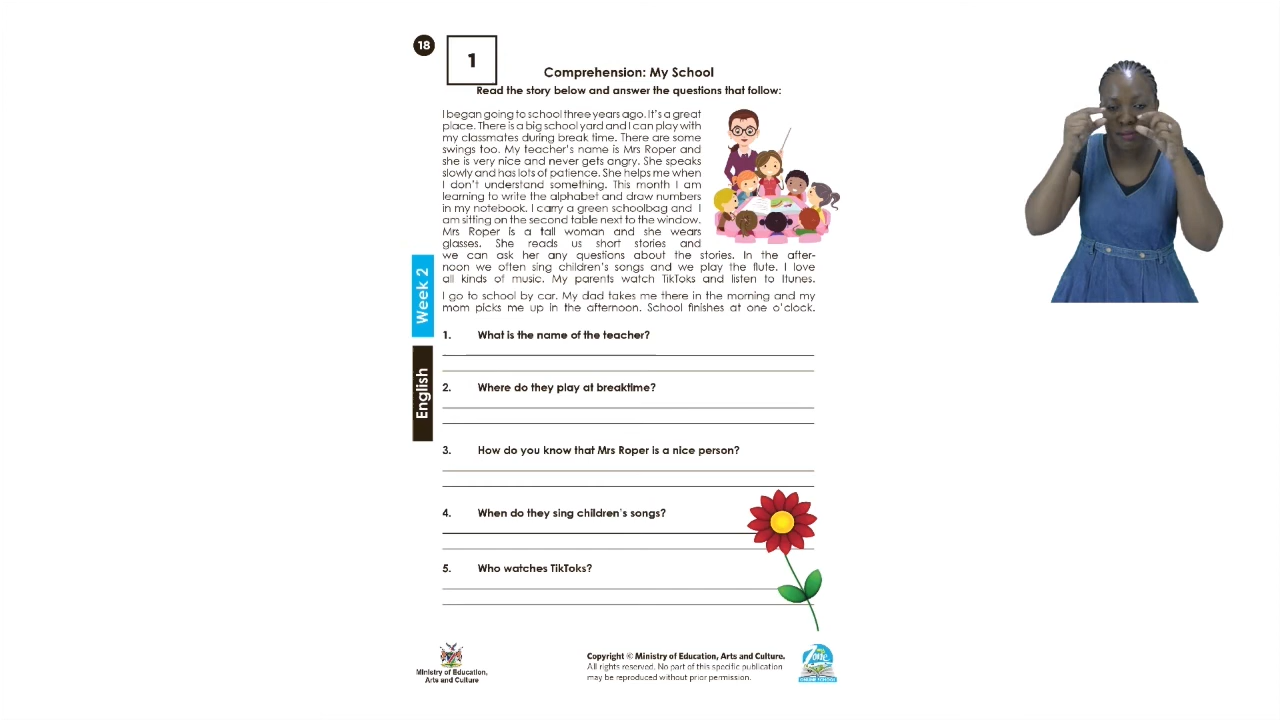 18
1
Comprehension: My School
Read the story below and answer the questions that follow:
I began going to school three years ago. It's a great
place. There is a big school yard and I can play with
my classmates during break time. There are some
swings too. My teacher's name is Mrs Roper and
she is very nice and never gets angry. She speaks
slowly and has lots of patience. She helps me when
I don't understand something. This month I am
learning to write the alphabet and draw numbers
in my notebook. I carry a green schoolbag and I
am sitting on the second table next to the window.
Mrs Roper is a tall woman and she wears
glasses. She reads us short stories and
we can ask her any questions about the stories. In the after-
noon we often sing children's songs and we play the flute. I love
all kinds of music. My parents watch TikToks and listen to Itunes.
I go to school by car. My dad takes me there in the morning and my
mom picks me up in the afternoon. School finishes at one o'clock.
Week 2
English
1. What is the name of the teacher?
2. Where do they play at breaktime?
3. How do you know that Mrs Roper is a nice person?
4. When do they sing children's songs?
5. Who watches TikToks?
Ministry of Education,
Arts and Culture
Copyright © Ministry of Education, Arts and Culture.
All rights reserved. No part of this specific publication
may be reproduced without prior permission.
Zone
ONLINE SCHOOL